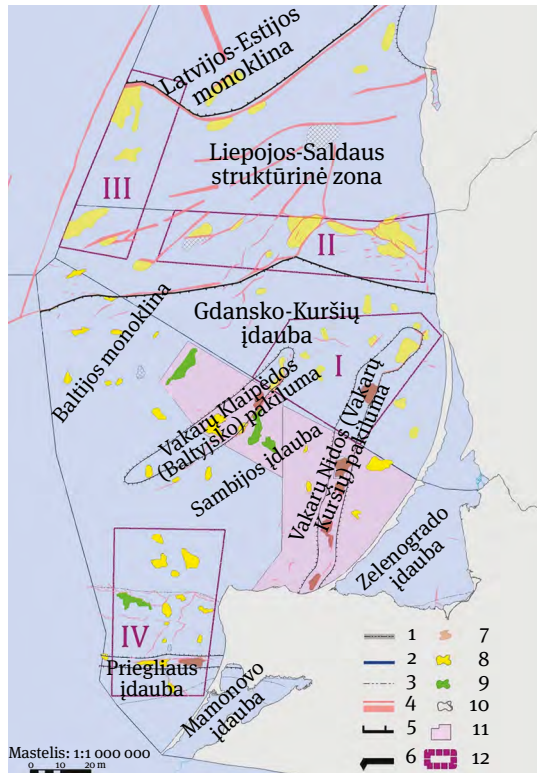 Latvijos-Estijos
monoklina
Liepojos-Saldaus
struktūrinė zona
III
II
Gdansko-Kuršių
įdauba
Baltijos monoklina
I
Vakarų Klaipėdos
(Baltyjsko) pakiluma
Vakarų Nidos (Vakarų
Kuršių) pakiluma
Sambijos įdauba
Zelenogrado
įdauba
IV
Priegliaus
įdauba
Mamonovo
įdauba
1
2
3
4
5
6
7
8
9
10
11
12
Mastelis: 1:1 000 000
0 10 20 m